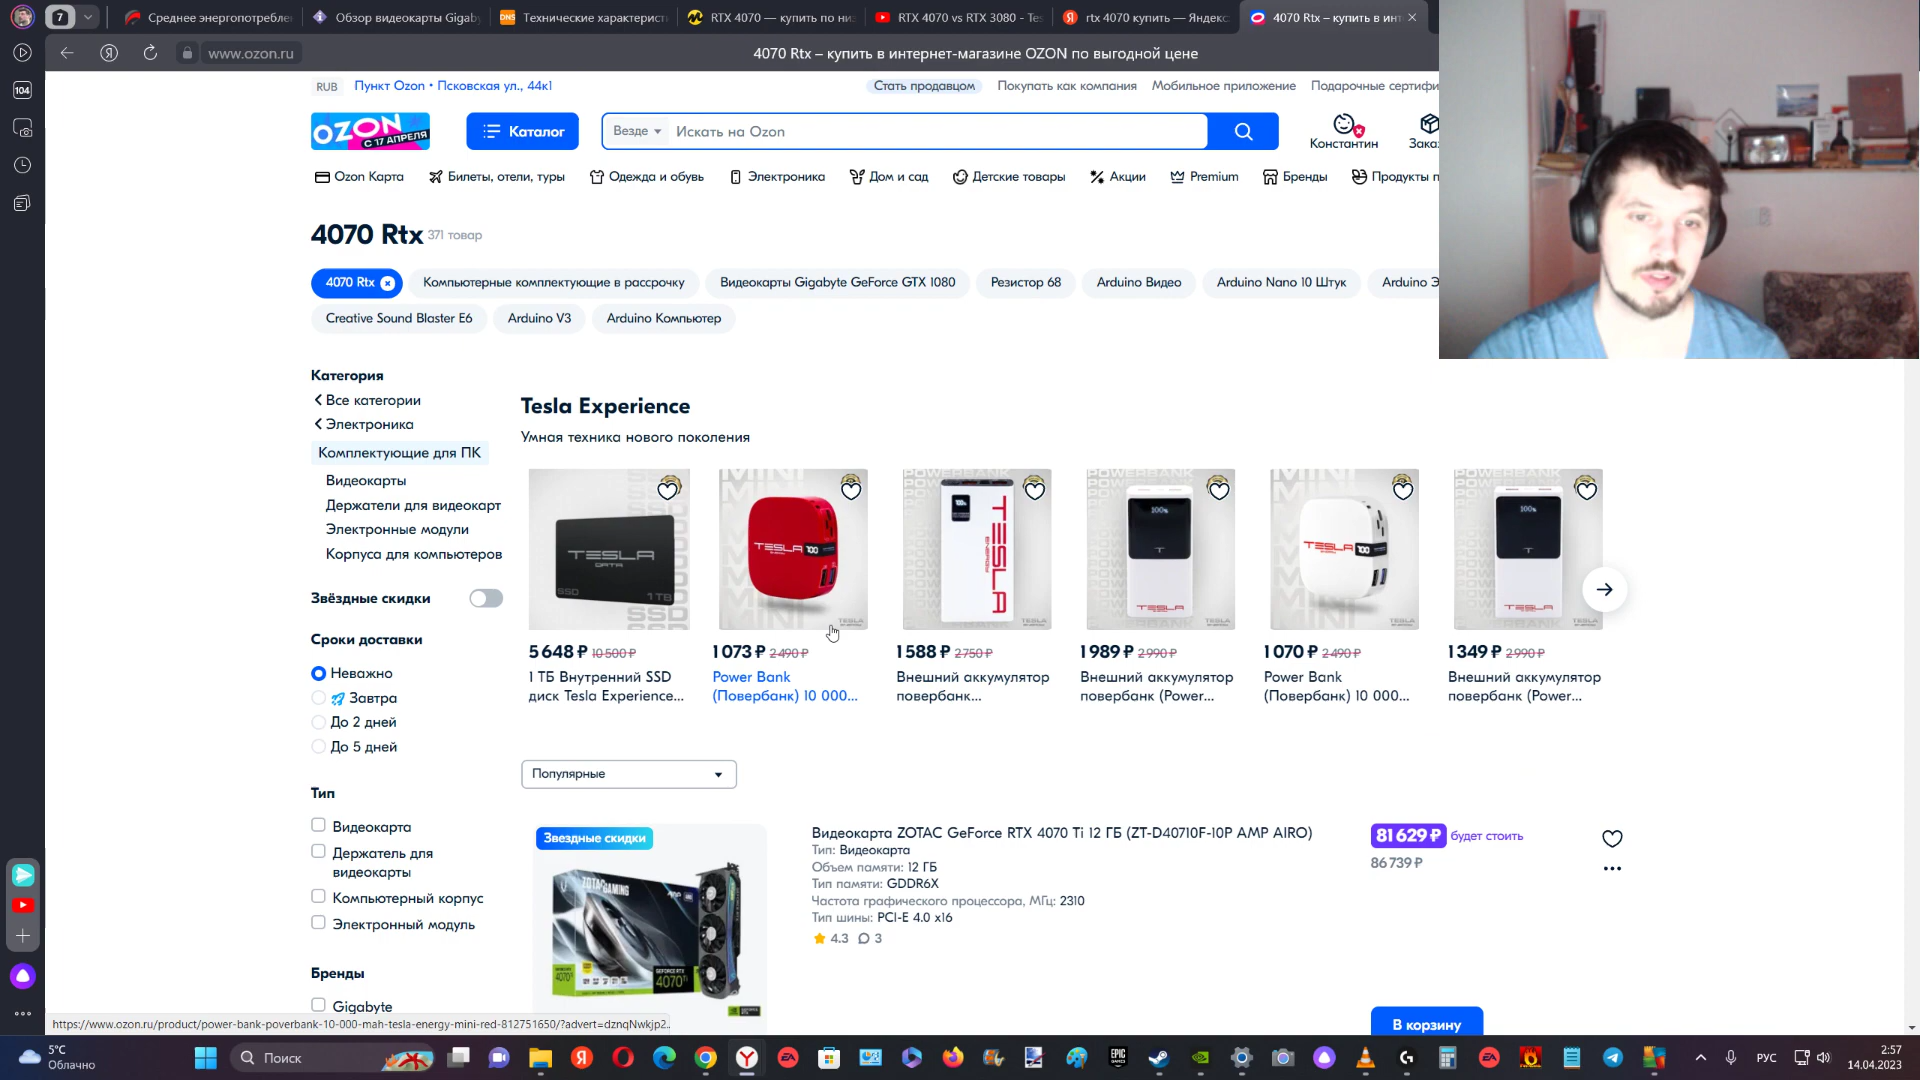 7
Среднее энергопотребле
Обзор видеокарты Gigab
Технические характерист
RTX 4070 — купить по ни
RTX 4070 vs RTX 3080 - Tes
rtx 4070 купить — Яндекс
4070 Rtx – купить в инт
www.ozon.ru
4070 Rtx – купить в интернет-магазине OZON по выгодной цене
104
RUB
Пункт Ozon • Псковская ул., 44к1
Стать продавцом
Покупать как компания
Мобильное приложение
Подарочные сертифи
OZON
С 17 АПРЕЛЯ
Каталог
Везде
Искать на Ozon
Константин
Зака
Ozon Карта
Билеты, отели, туры
Одежда и обувь
Электроника
Дом и сад
Детские товары
Акции
Premium
Бренды
Продукты п
4070 Rtx
371 товар
4070 Rtx
Компьютерные комплектующие в рассрочку
Видеокарты Gigabyte GeForce GTX 1080
Резистор 68
Arduino Видео
Arduino Nano 10 Штук
Arduino Э
Creative Sound Blaster E6
Arduino V3
Arduino Компьютер
Категория
Все категории
Электроника
Комплектующие для ПК
Видеокарты
Держатели для видеокарт
Электронные модули
Корпуса для компьютеров
Звёздные скидки
Сроки доставки
Неважно
Завтра
До 2 дней
До 5 дней
Тип
Видеокарта
Держатель для
видеокарты
Компьютерный корпус
Электронный модуль
Бренды
Gigabyte
Tesla Experience
Умная техника нового поколения
5 648 ₽ 10 500 ₽
1 ТБ Внутренний SSD
диск Tesla Experience...
1 073 ₽ 2 490 ₽
Power Bank
(Повербанк) 10 000...
1 588 ₽ 2 750 ₽
Внешний аккумулятор
повербанк...
1 989 ₽ 2 990 ₽
Внешний аккумулятор
повербанк (Power...
1 070 ₽ 2 490 ₽
Power Bank
(Повербанк) 10 000...
1 349 ₽ 2 990 ₽
Внешний аккумулятор
повербанк (Power...
Популярные
Звездные скидки
Видеокарта ZOTAC GeForce RTX 4070 Ti 12 ГБ (ZT-D40710F-10P AMP AIRO)
Тип: Видеокарта
Объем памяти: 12 ГБ
Тип памяти: GDDR6X
Частота графического процессора, МГц: 2310
Тип шины: PCI-E 4.0 x16
4.3
3
81 629 ₽ будет стоить
86 739 ₽
В корзину
https://www.ozon.ru/product/power-bank-poverbank-10-000-mah-tesla-energy-mini-red-812751650/?advert=dznqNwkjp2...
5°C
Облачно
Поиск
РУС
2:57
14.04.2023